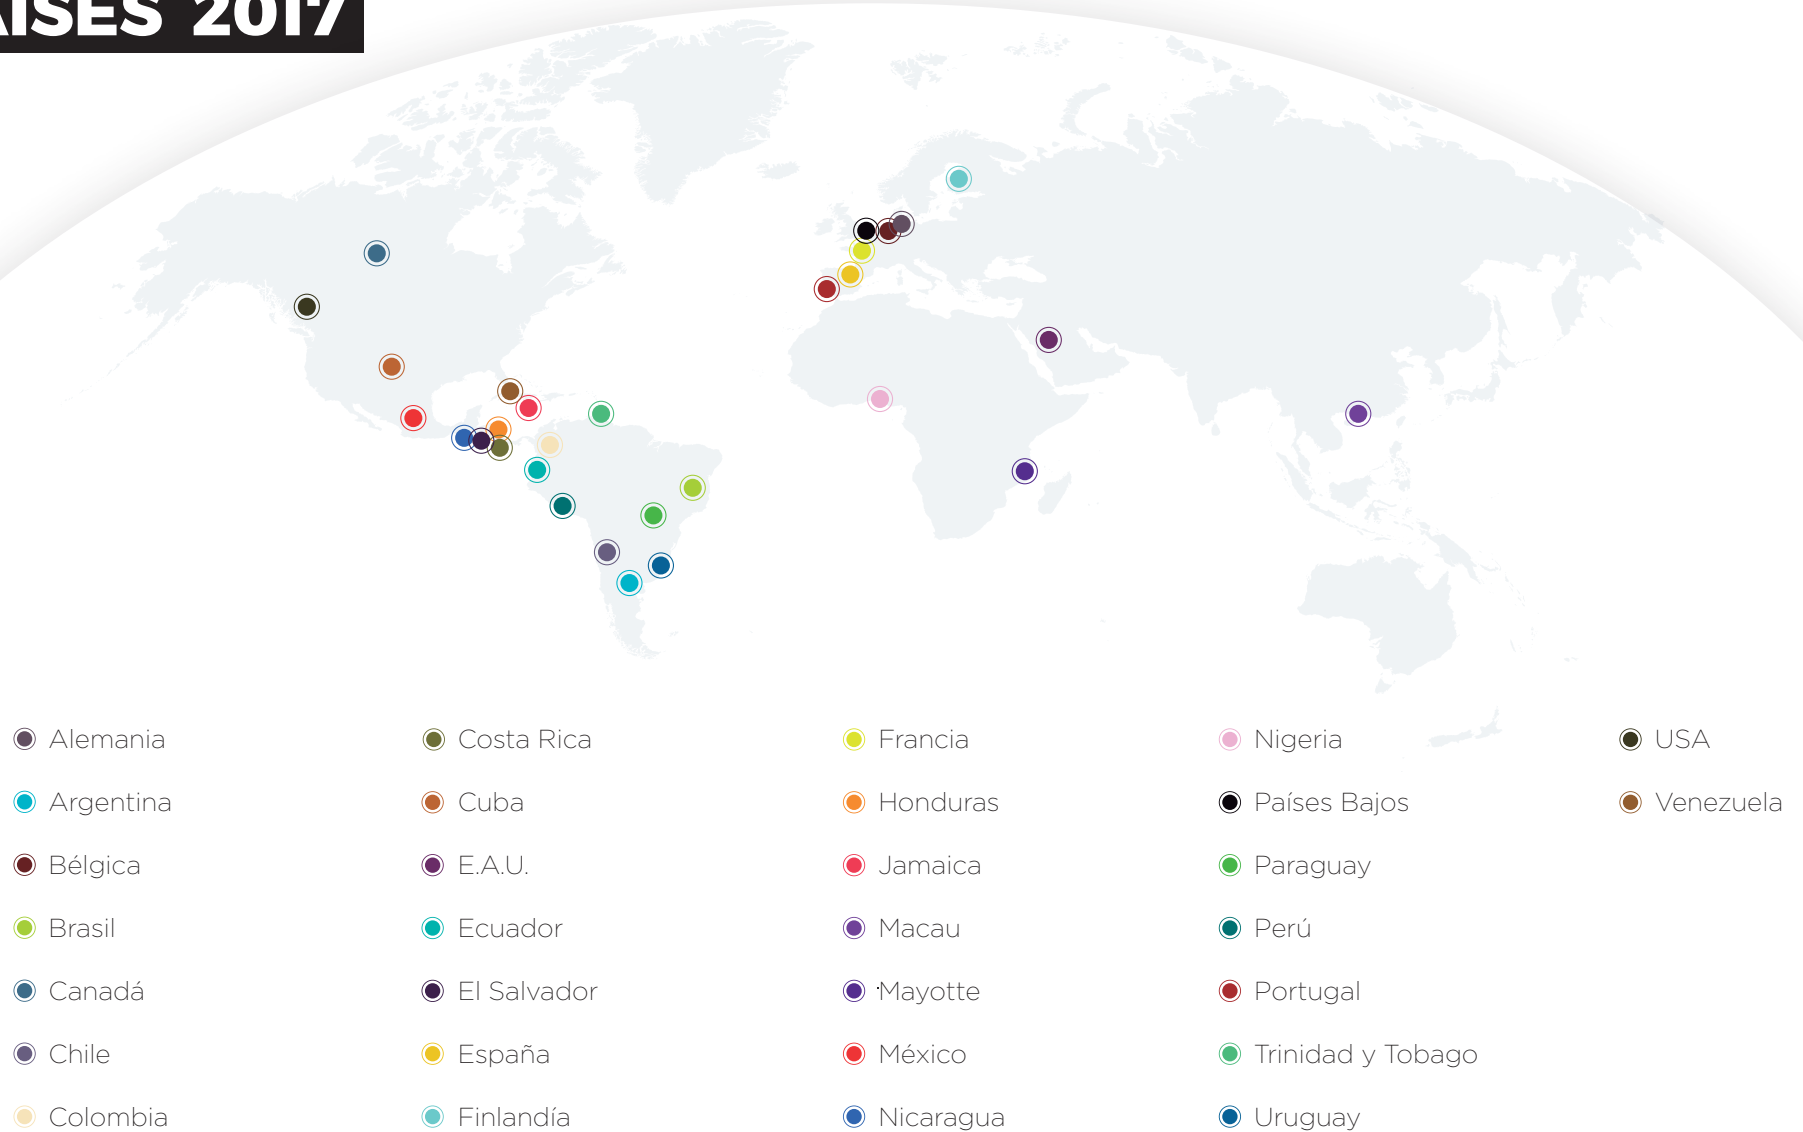 AÍSES 2017
Alemania
Argentina
Bélgica
Brasil
Canadá
Chile
Colombia
Costa Rica
Cuba
E.A.U.
Ecuador
El Salvador
España
Finlandía
Francia
Honduras
Jamaica
Macau
Mayotte
México
Nicaragua
Nigeria
Países Bajos
Paraguay
Perú
Portugal
Trinidad y Tobago
Uruguay
USA
Venezuela